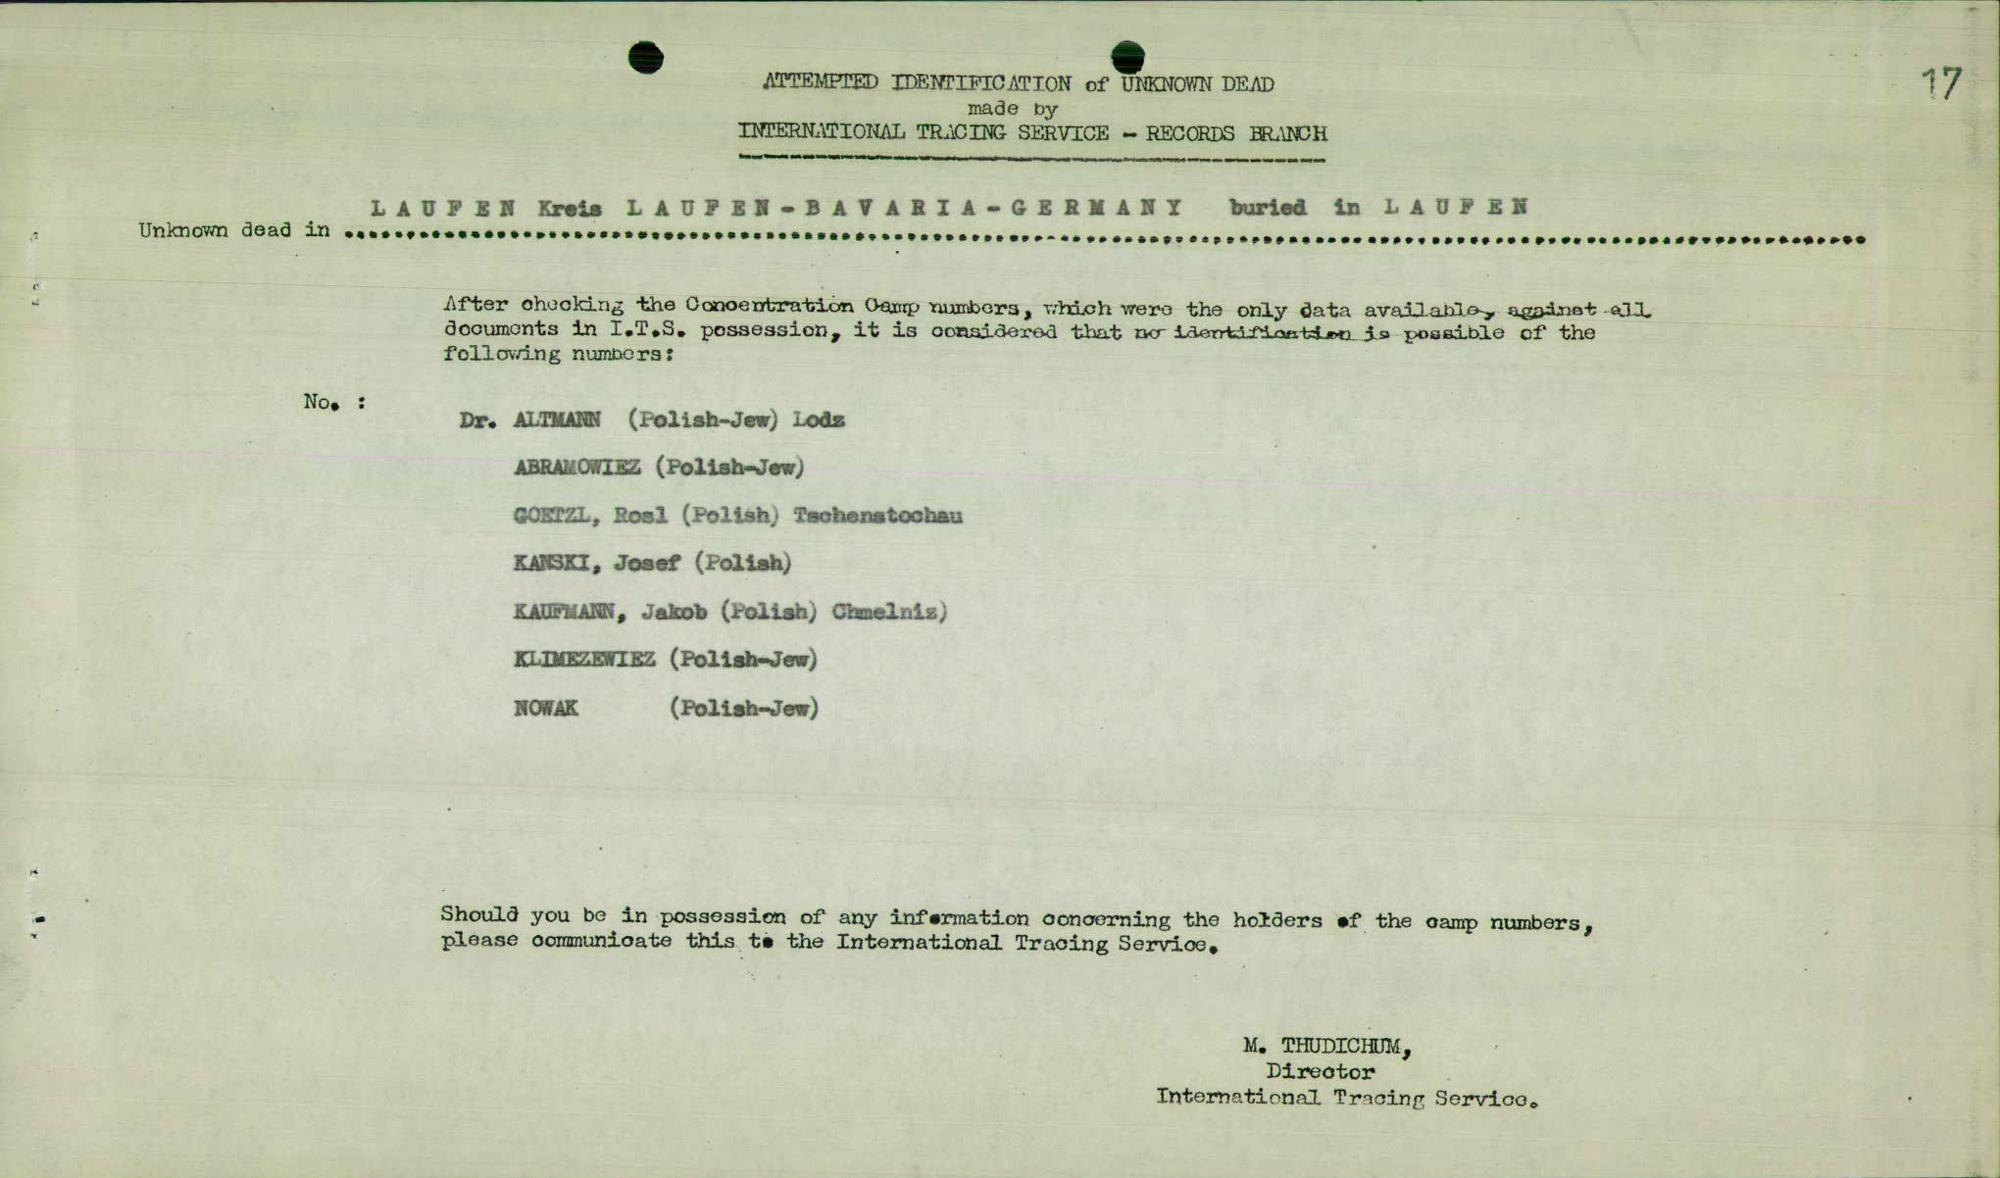 17
ATTEMPTED IDENTIFICATION of UNKNOWN DEAD
made by
INTERNATIONAL TRACING SERVICE - RECORDS BRANCH
LAUFEN Kreis LAUFEN-BAVARIA-GERMANY buried in LAUFEN
Unknown dead in
After checking the Concentration Camp numbers, which were the only data available, against all
documents in I.T.S. possession, it is considered that no identification is possible of the
following numbers:
No. :
Dr. ALTMANN (Polish-Jew) Lodz
ABRAMOWIEZ (Polish-Jew)
GOETZL, Rosl (Polish) Tschenstochau
KANSKI, Josef (Polish)
KAUFMANN, Jakob (Polish) Chmelniz)
KLIMEZEWIEZ (Polish-Jew)
NOWAK (Polish-Jew)
Should you be in possession of any information concerning the holders of the camp numbers,
please communicate this to the International Tracing Service.
M. THUDICHUM,
Director
International Tracing Service.